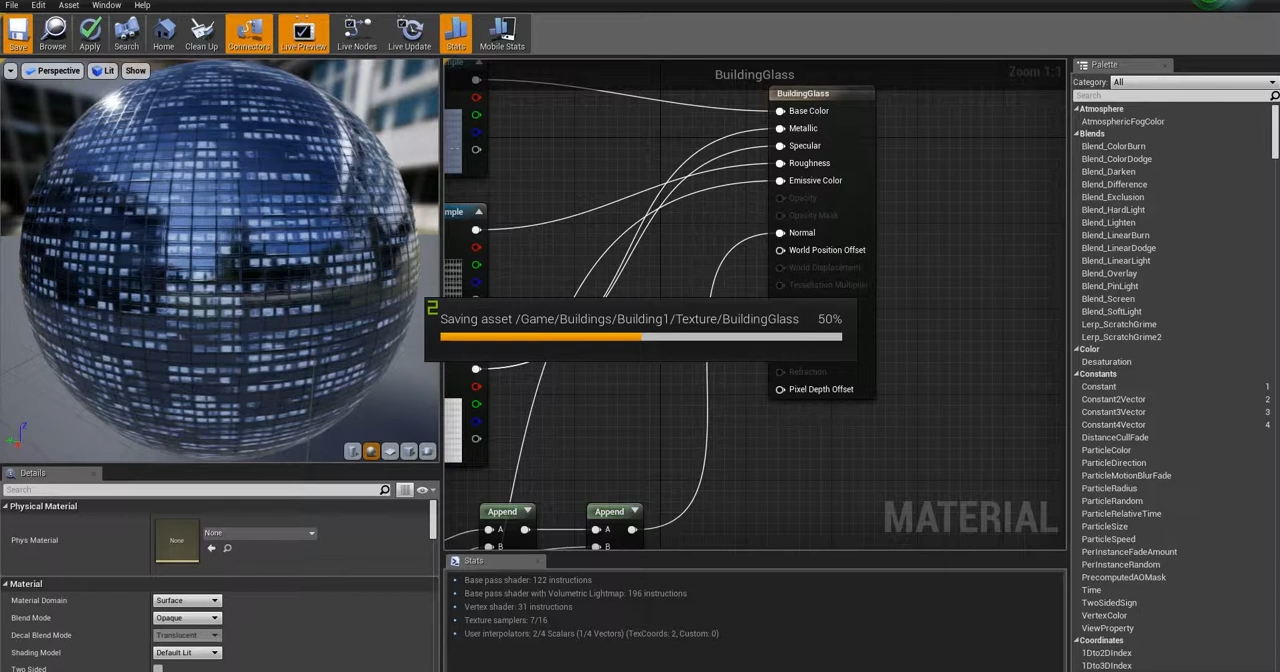 File Edit Asset Window Help
Save Browse Apply Search Home Clean Up Connectors Live Preview Live Nodes Live Update Stats Mobile Stats
Perspective Lit Show
BuildingGlass
Zoom 1:1
BuildingGlass
Base Color
Metallic
Specular
Roughness
Emissive Color
Opacity
Opacity Mask
Normal
World Position Offset
World Displacement
Tessellation Multiplier
mple
mple
2
Saving asset /Game/Buildings/Building1/Texture/BuildingGlass 50%
Refraction
Pixel Depth Offset
Append
A
B
Append
A
B
MATERIAL
Z
Details
Search
Physical Material
Phys Material
None
None
Material
Material Domain Surface
Blend Mode Opaque
Decal Blend Mode Translucent
Shading Model Default Lit
Two Sided
Stats
Base pass shader: 122 instructions
Base pass shader with Volumetric Lightmap: 196 instructions
Vertex shader: 31 instructions
Texture samplers: 7/16
User interpolators: 2/4 Scalars (1/4 Vectors) (TexCoords: 2, Custom: 0)
Palette
Category: All
Search
Atmosphere
AtmosphericFogColor
Blends
Blend_ColorBurn
Blend_ColorDodge
Blend_Darken
Blend_Difference
Blend_Exclusion
Blend_HardLight
Blend_Lighten
Blend_LinearBurn
Blend_LinearDodge
Blend_LinearLight
Blend_Overlay
Blend_PinLight
Blend_Screen
Blend_SoftLight
Lerp_ScratchGrime
Lerp_ScratchGrime2
Color
Desaturation
Constants
Constant 1
Constant2Vector 2
Constant3Vector 3
Constant4Vector 4
DistanceCullFade
ParticleColor
ParticleDirection
ParticleMotionBlurFade
ParticleRadius
ParticleRandom
ParticleRelativeTime
ParticleSize
ParticleSpeed
PerInstanceFadeAmount
PerInstanceRandom
PrecomputedAOMask
Time
TwoSidedSign
VertexColor
ViewProperty
Coordinates
1Dto2DIndex
1Dto3DIndex